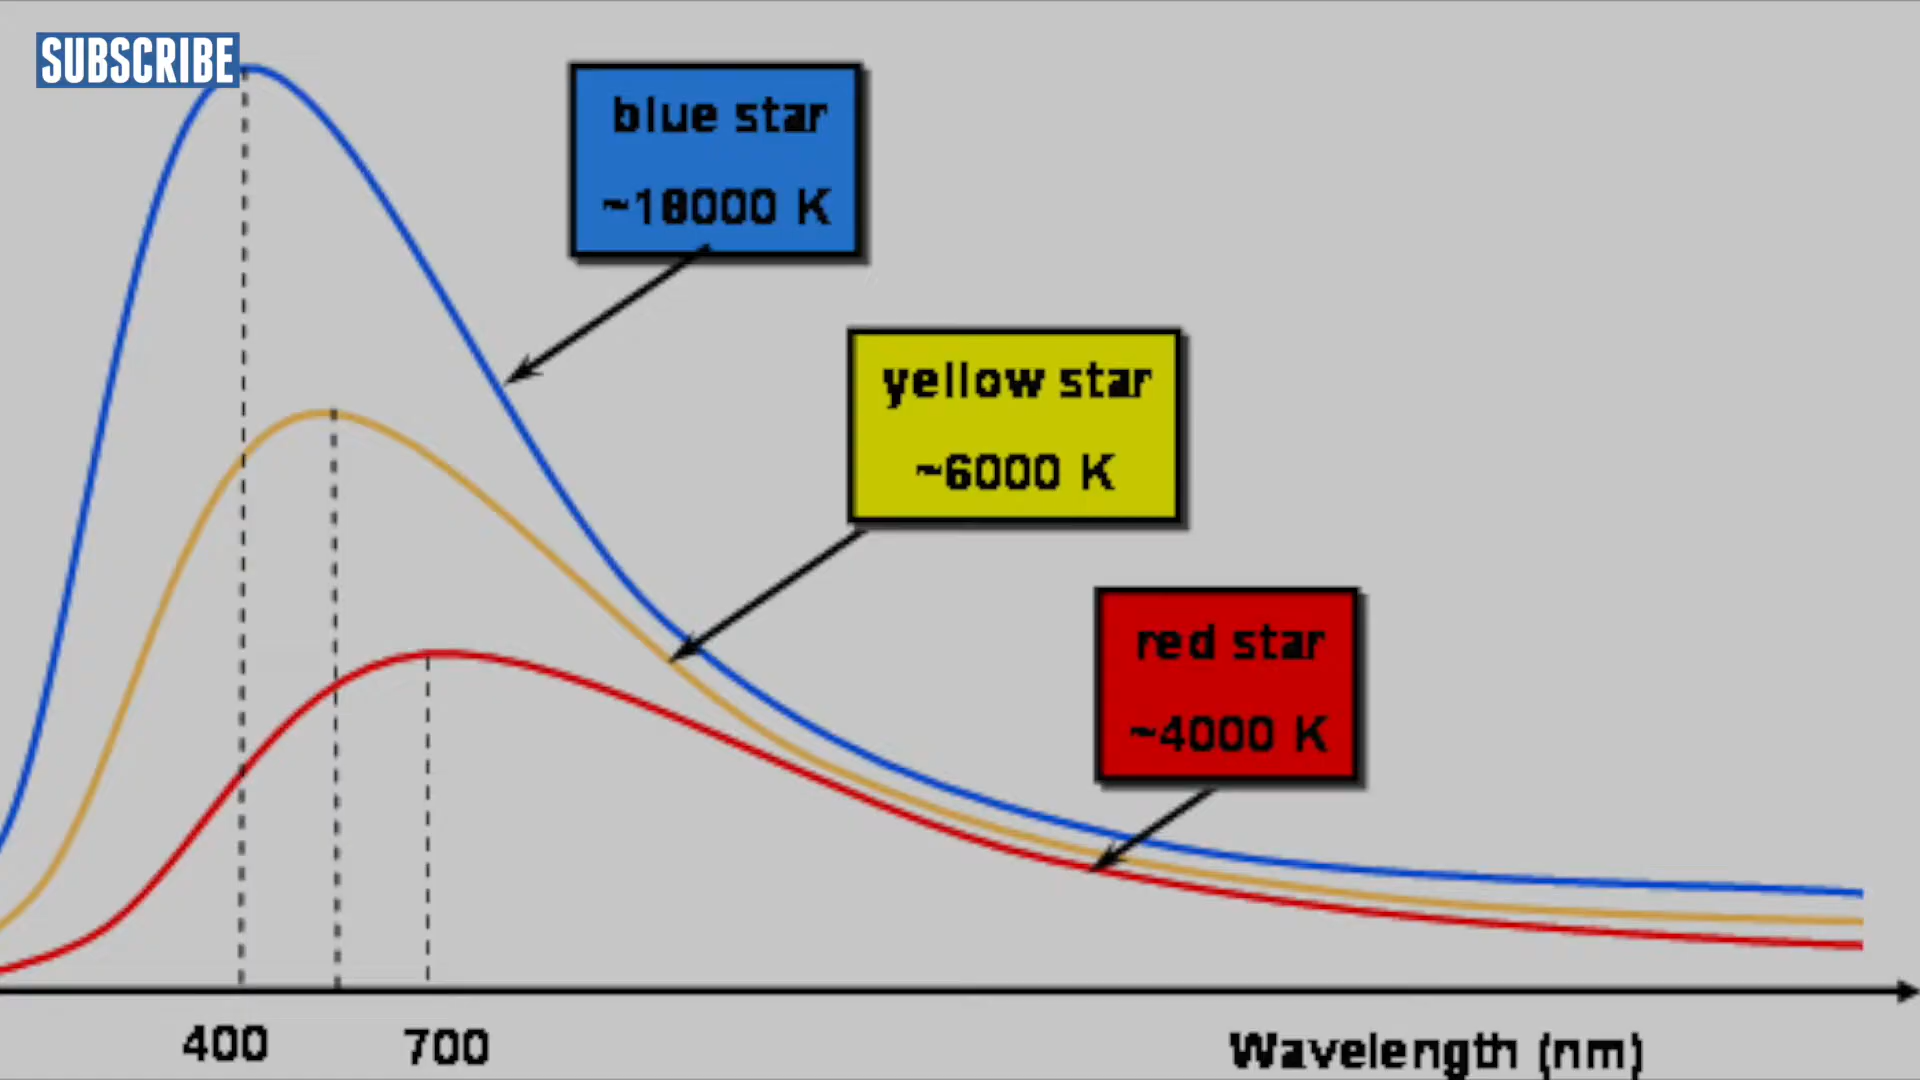 SUBSCRIBE
blue star
~18000 K
yellow star
~6000 K
red star
~4000 K
400
700
Wavelength (nm)